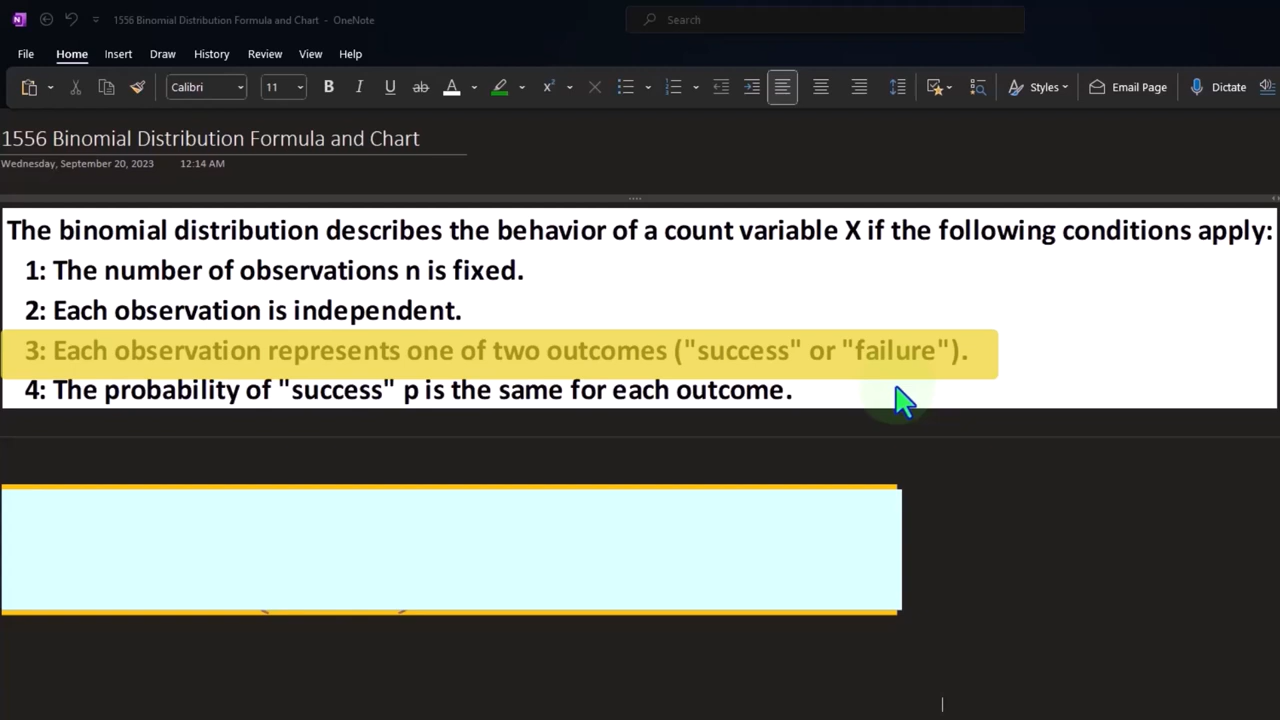 1556 Binomial Distribution Formula and Chart - OneNote
Search
File Home Insert Draw History Review View Help
Calibri 11 B I U ab A x² Styles Email Page Dictate
1556 Binomial Distribution Formula and Chart
Wednesday, September 20, 2023 12:14 AM
The binomial distribution describes the behavior of a count variable X if the following conditions apply:
1: The number of observations n is fixed.
2: Each observation is independent.
3: Each observation represents one of two outcomes ("success" or "failure").
4: The probability of "success" p is the same for each outcome.